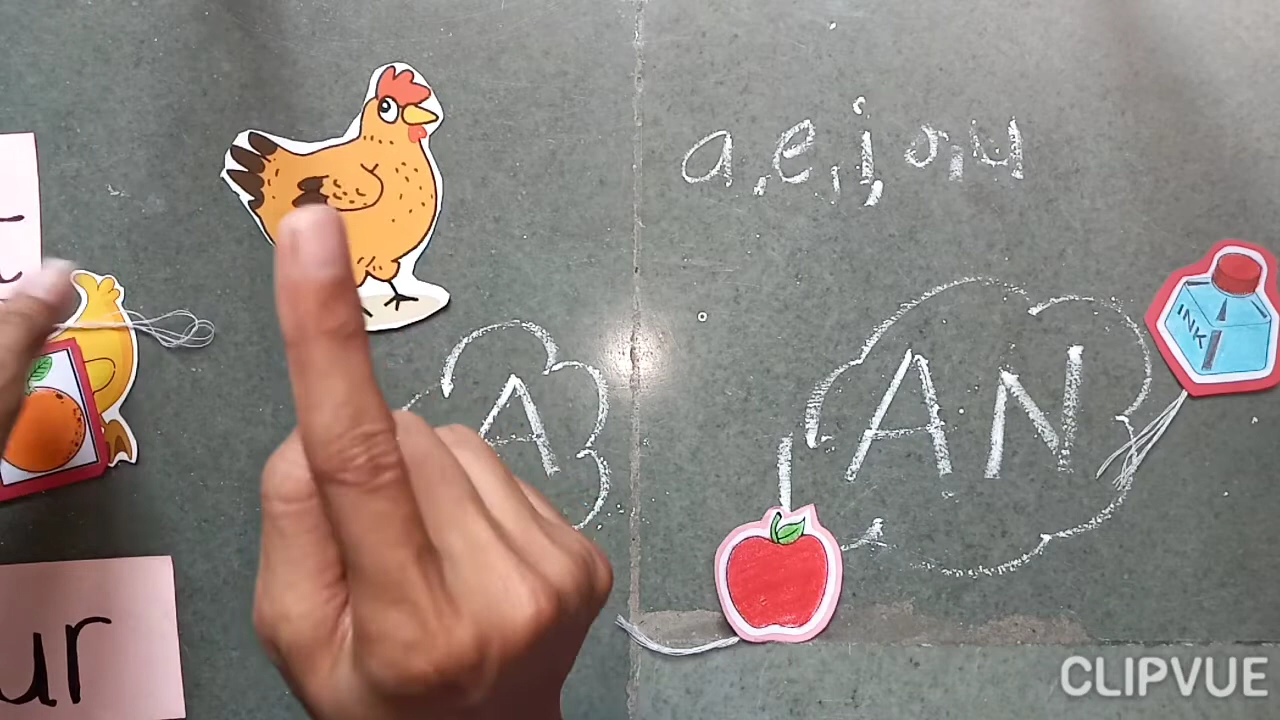 a, e, i, o, u
INK
A
AN
ur
CLIPVUE